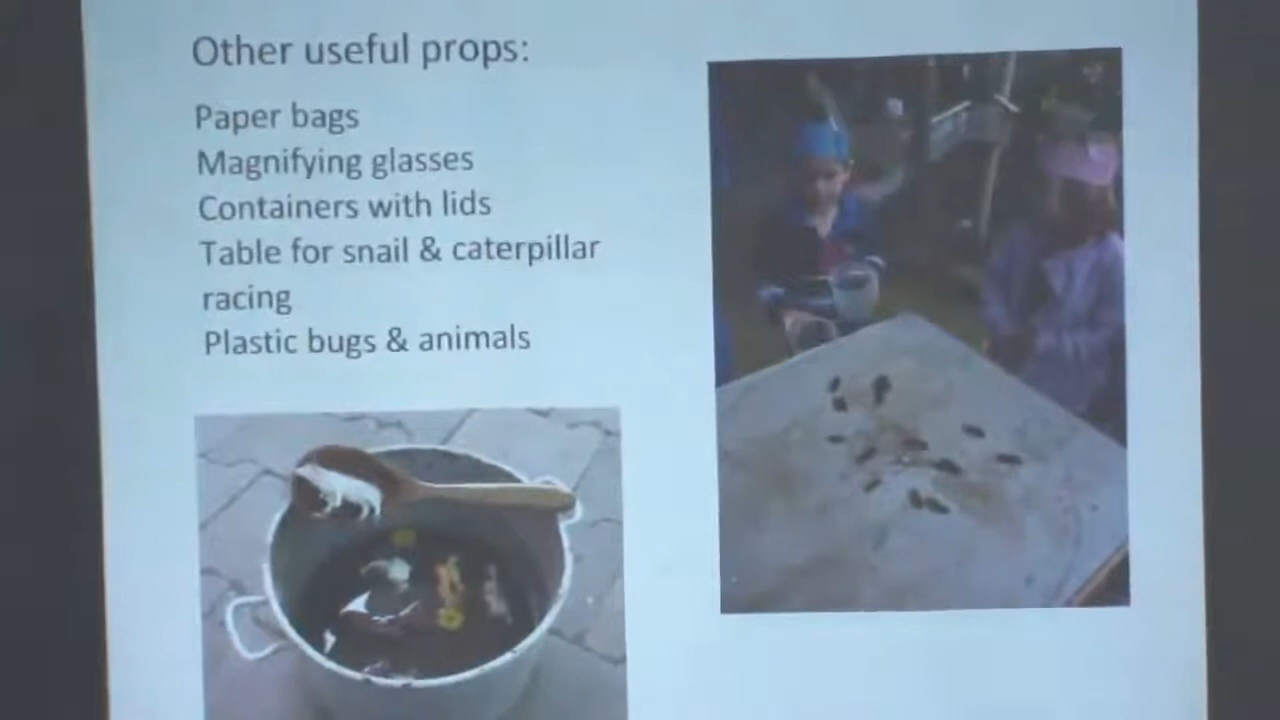 Other useful props:
Paper bags
Magnifying glasses
Containers with lids
Table for snail & caterpillar
racing
Plastic bugs & animals